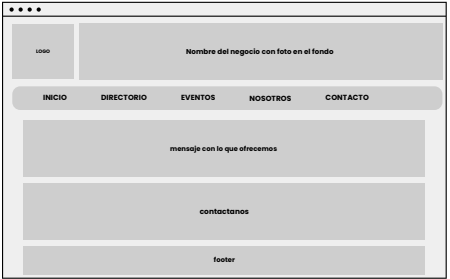 LOGO
Nombre del negocio con foto en el fondo
INICIO DIRECTORIO EVENTOS NOSOTROS CONTACTO
mensaje con lo que ofrecemos
contactanos
footer